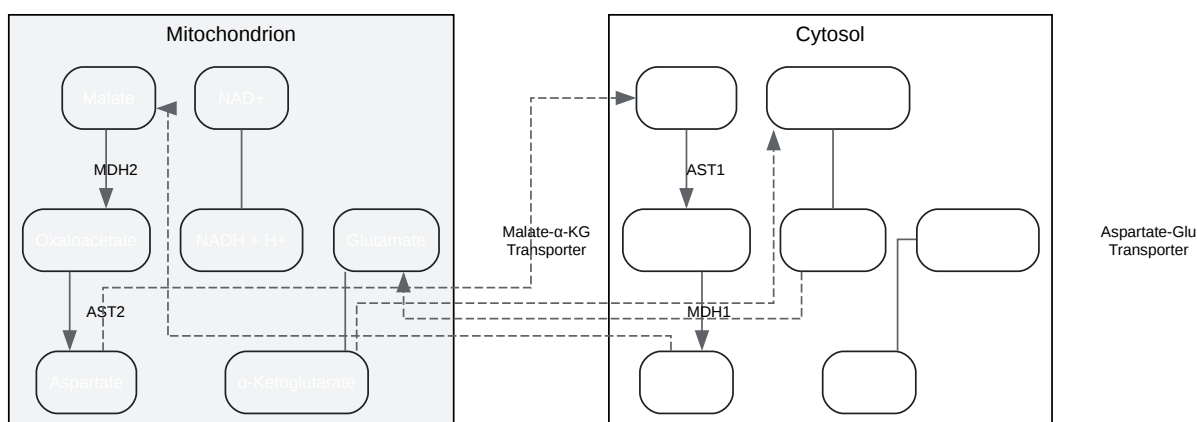 Mitochondrion
Cytosol
Malate
NAD+
MDH2
AST1
Oxaloacetate
NADH + H+
Glutamate
Malate-α-KG
Transporter
Aspartate-Glu
Transporter
AST2
MDH1
Aspartate
α-Ketoglutarate